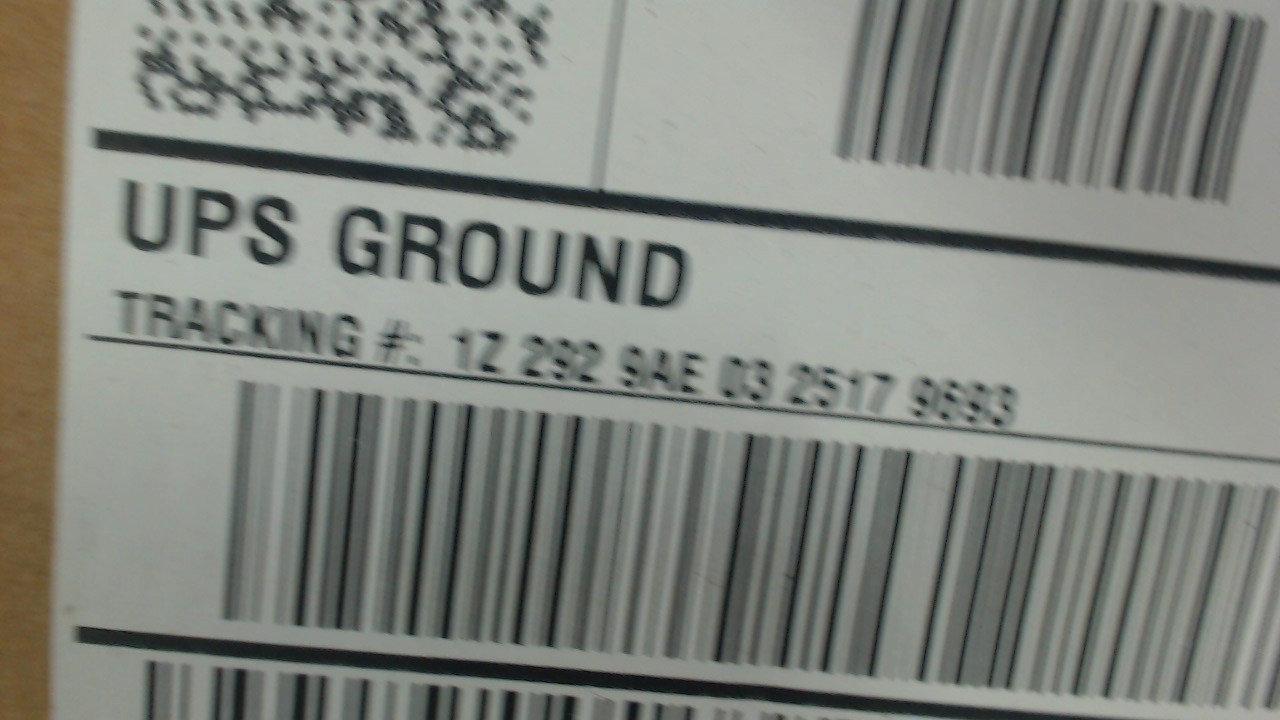 UPS GROUND
TRACKING #: 1Z 292 9AE 03 2517 9693